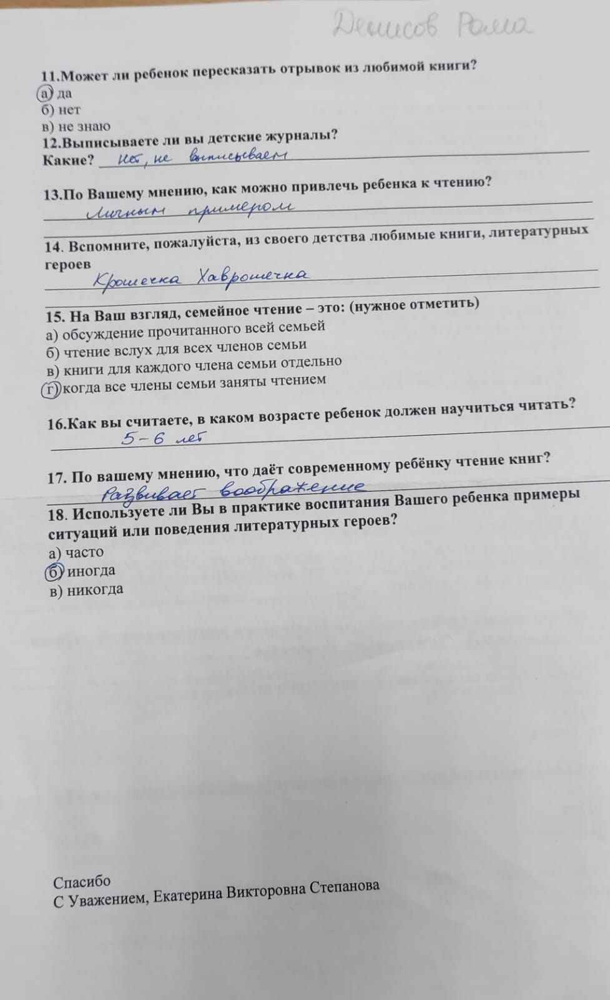 Денисов Рома
11.Может ли ребенок пересказать отрывок из любимой книги?
а) да
б) нет
в) не знаю
12.Выписываете ли вы детские журналы?
Какие? Нет, не выписываем
13.По Вашему мнению, как можно привлечь ребенка к чтению?
Личным примером
14. Вспомните, пожалуйста, из своего детства любимые книги, литературных
героев
Крошечка Хаврошечка
15. На Ваш взгляд, семейное чтение – это: (нужное отметить)
а) обсуждение прочитанного всей семьей
б) чтение вслух для всех членов семьи
в) книги для каждого члена семьи отдельно
г) когда все члены семьи заняты чтением
16.Как вы считаете, в каком возрасте ребенок должен научиться читать?
5-6 лет
17. По вашему мнению, что даёт современному ребёнку чтение книг?
Развивает воображение
18. Используете ли Вы в практике воспитания Вашего ребенка примеры
ситуаций или поведения литературных героев?
а) часто
б) иногда
в) никогда
Спасибо
С Уважением, Екатерина Викторовна Степанова